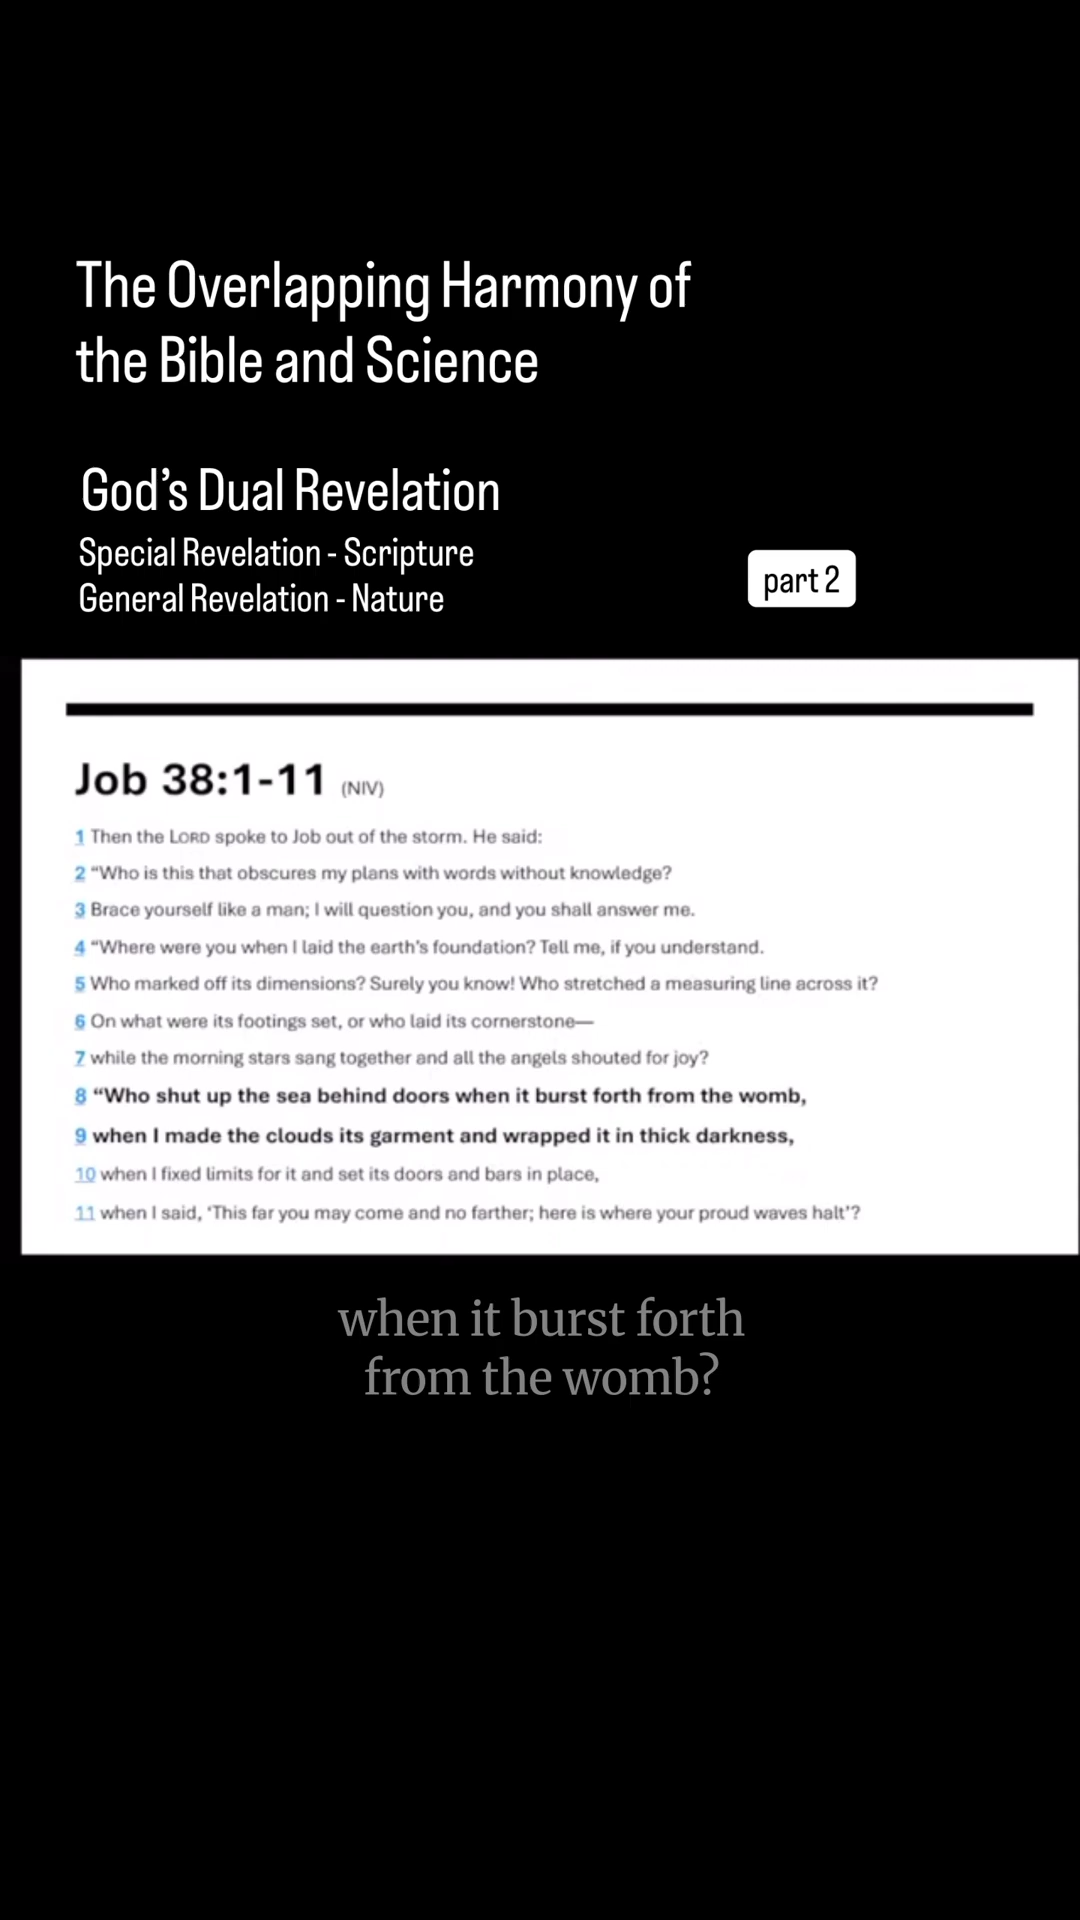 The Overlapping Harmony of
the Bible and Science
God's Dual Revelation
Special Revelation - Scripture
General Revelation - Nature
part 2
Job 38:1-11 (NIV)
1 Then the LORD spoke to Job out of the storm. He said:
2 “Who is this that obscures my plans with words without knowledge?
3 Brace yourself like a man; I will question you, and you shall answer me.
4 “Where were you when I laid the earth's foundation? Tell me, if you understand.
5 Who marked off its dimensions? Surely you know! Who stretched a measuring line across it?
6 On what were its footings set, or who laid its cornerstone—
7 while the morning stars sang together and all the angels shouted for joy?
8 “Who shut up the sea behind doors when it burst forth from the womb,
9 when I made the clouds its garment and wrapped it in thick darkness,
10 when I fixed limits for it and set its doors and bars in place,
11 when I said, ‘This far you may come and no farther; here is where your proud waves halt’?
when it burst forth
from the womb?